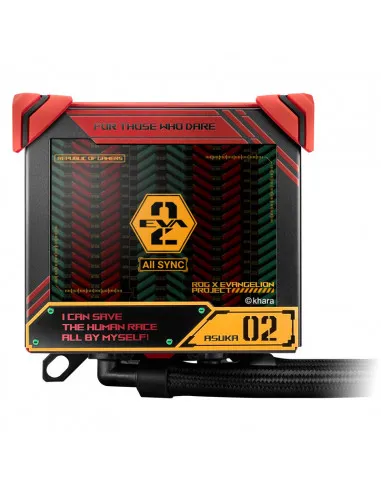 FOR THOSE WHO DARE
REPUBLIC OF GAMERS
2
EVA
All SYNC
ROG X EVANGELION
PROJECT
©khara
I CAN SAVE
THE HUMAN RACE
ALL BY MYSELF!
ASUKA 02